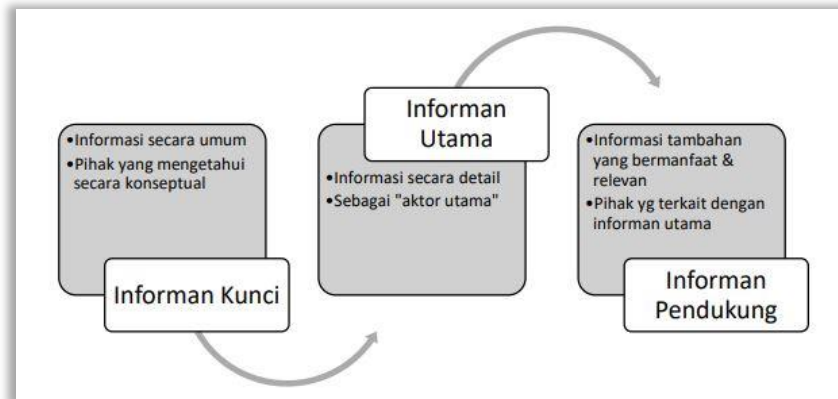 •Informasi secara umum
•Pihak yang mengetahui
secara konseptual
Informan Kunci
Informan
Utama
•Informasi secara detail
•Sebagai "aktor utama"
•Informasi tambahan
yang bermanfaat &
relevan
•Pihak yg terkait dengan
informan utama
Informan
Pendukung